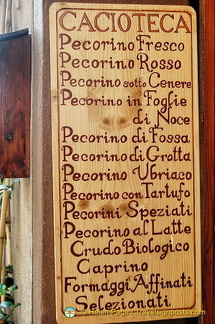 CACIOTECA
Pecorino Fresco
Pecorino Rosso
Pecorino sotto Cenere
Pecorino in Foglie
di Noce
Pecorino di Fossa
Pecorino di Grotta
Pecorino Ubriaco
Pecorino con Tartufo
Pecorini Speziati
Pecorino al Latte
Crudo Biologico
Caprino
Formaggi Affinati
Selezionati